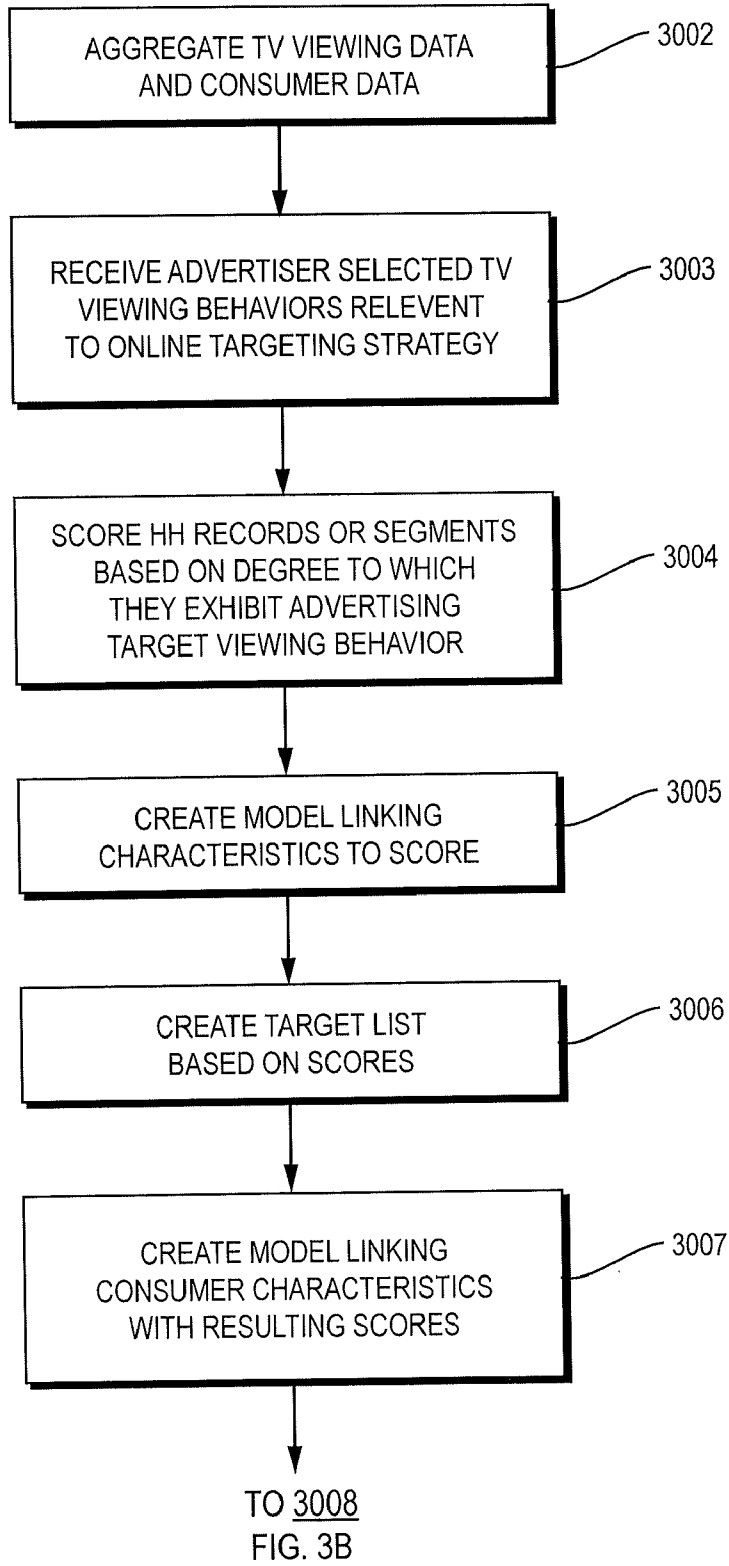 AGGREGATE TV VIEWING DATA
AND CONSUMER DATA
3002
RECEIVE ADVERTISER SELECTED TV
VIEWING BEHAVIORS RELEVENT
TO ONLINE TARGETING STRATEGY
3003
SCORE HH RECORDS OR SEGMENTS
BASED ON DEGREE TO WHICH
THEY EXHIBIT ADVERTISING
TARGET VIEWING BEHAVIOR
3004
CREATE MODEL LINKING
CHARACTERISTICS TO SCORE
3005
CREATE TARGET LIST
BASED ON SCORES
3006
CREATE MODEL LINKING
CONSUMER CHARACTERISTICS
WITH RESULTING SCORES
3007
TO 3008
FIG. 3B